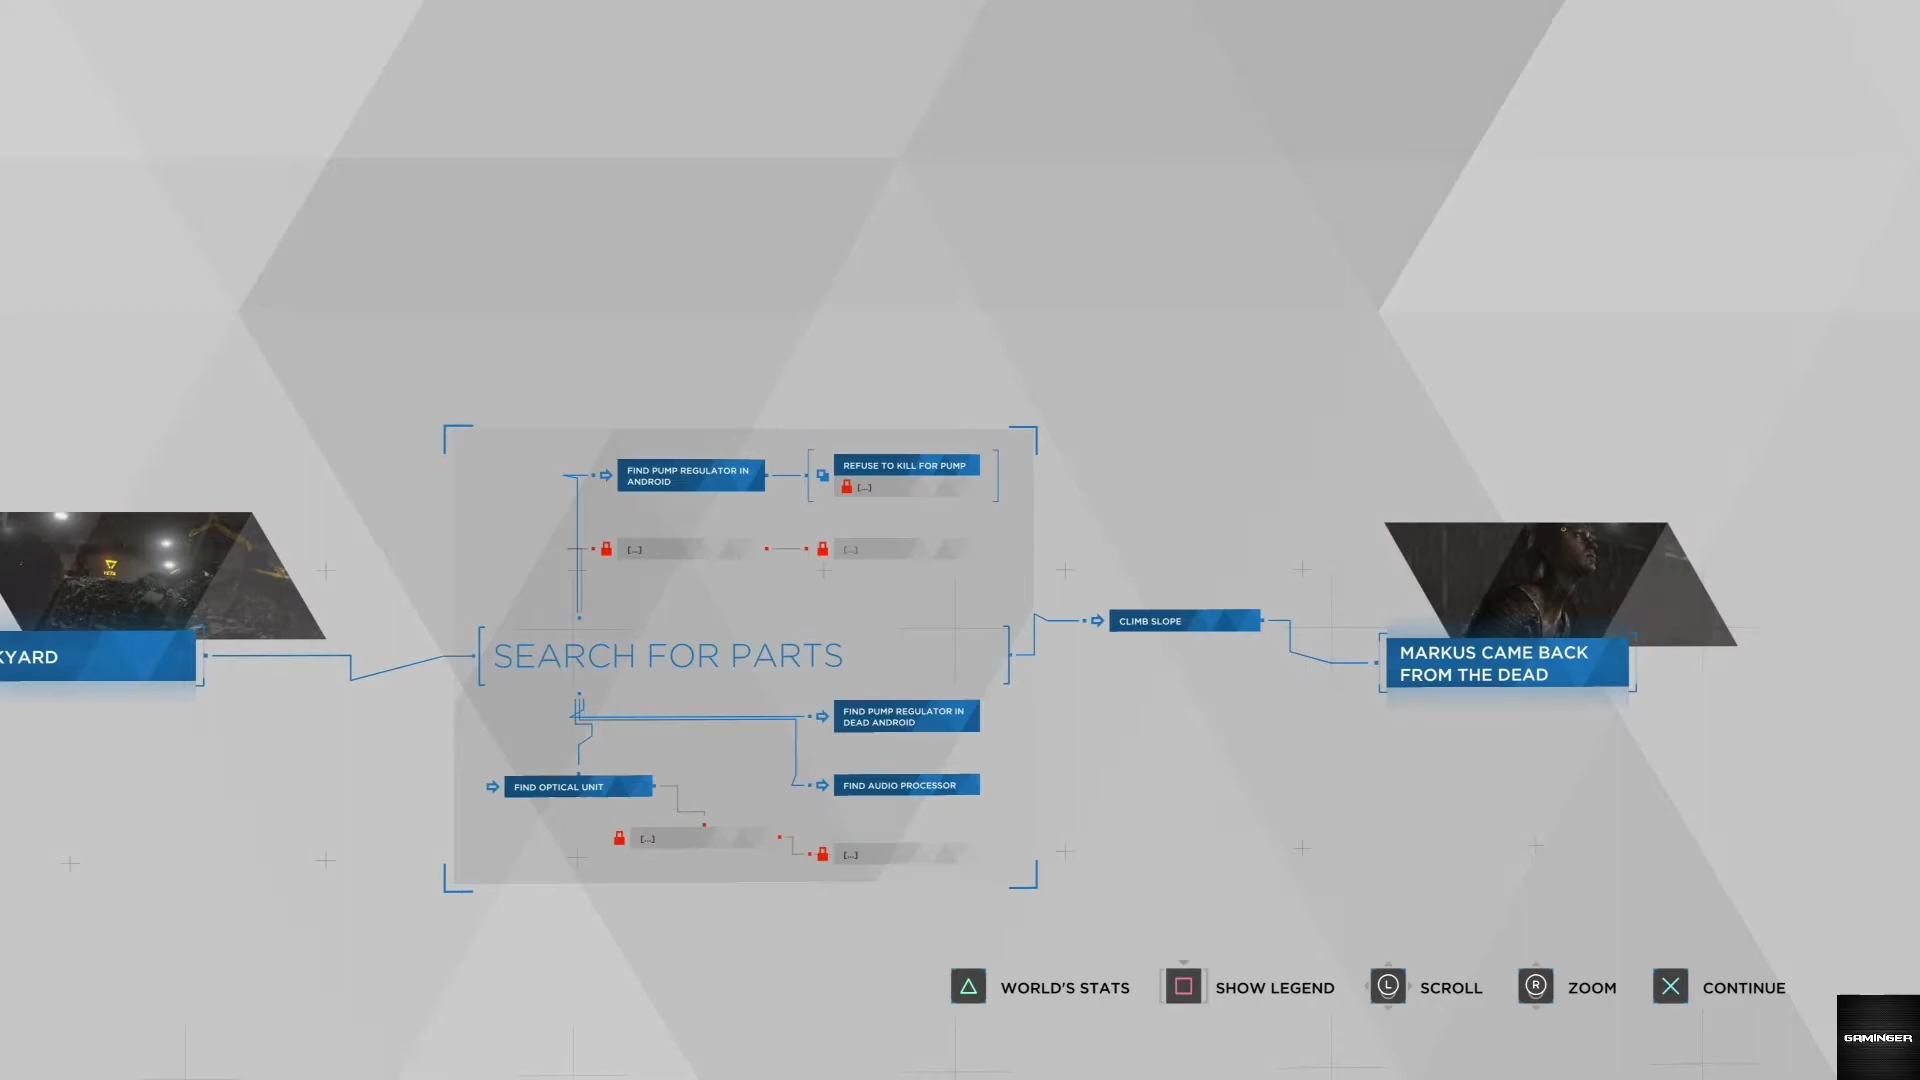 FIND PUMP REGULATOR IN
ANDROID
REFUSE TO KILL FOR PUMP
[...]
[...]
[...]
KYARD
SEARCH FOR PARTS
CLIMB SLOPE
MARKUS CAME BACK
FROM THE DEAD
FIND PUMP REGULATOR IN
DEAD ANDROID
FIND OPTICAL UNIT
FIND AUDIO PROCESSOR
[...]
[...]
L
R
WORLD'S STATS
SHOW LEGEND
SCROLL
ZOOM
CONTINUE
GAMINGER